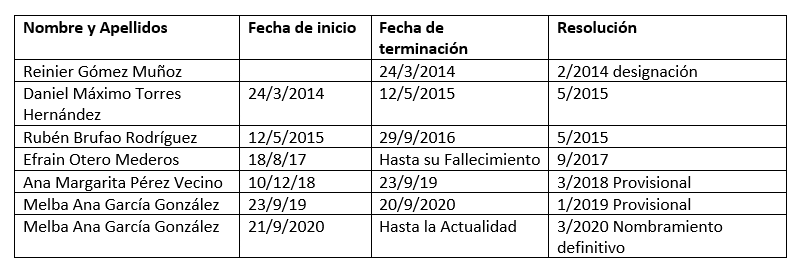 Nombre y Apellidos Fecha de inicio Fecha de Resolución
terminación
Reinier Gómez Muñoz 24/3/2014 2/2014 designación
Daniel Máximo Torres 24/3/2014 12/5/2015 5/2015
Hernández
Rubén Brufao Rodríguez 12/5/2015 29/9/2016 5/2015
Efrain Otero Mederos 18/8/17 Hasta su Fallecimiento 9/2017
Ana Margarita Pérez Vecino 10/12/18 23/9/19 3/2018 Provisional
Melba Ana García González 23/9/19 20/9/2020 1/2019 Provisional
Melba Ana García González 21/9/2020 Hasta la Actualidad 3/2020 Nombramiento
definitivo